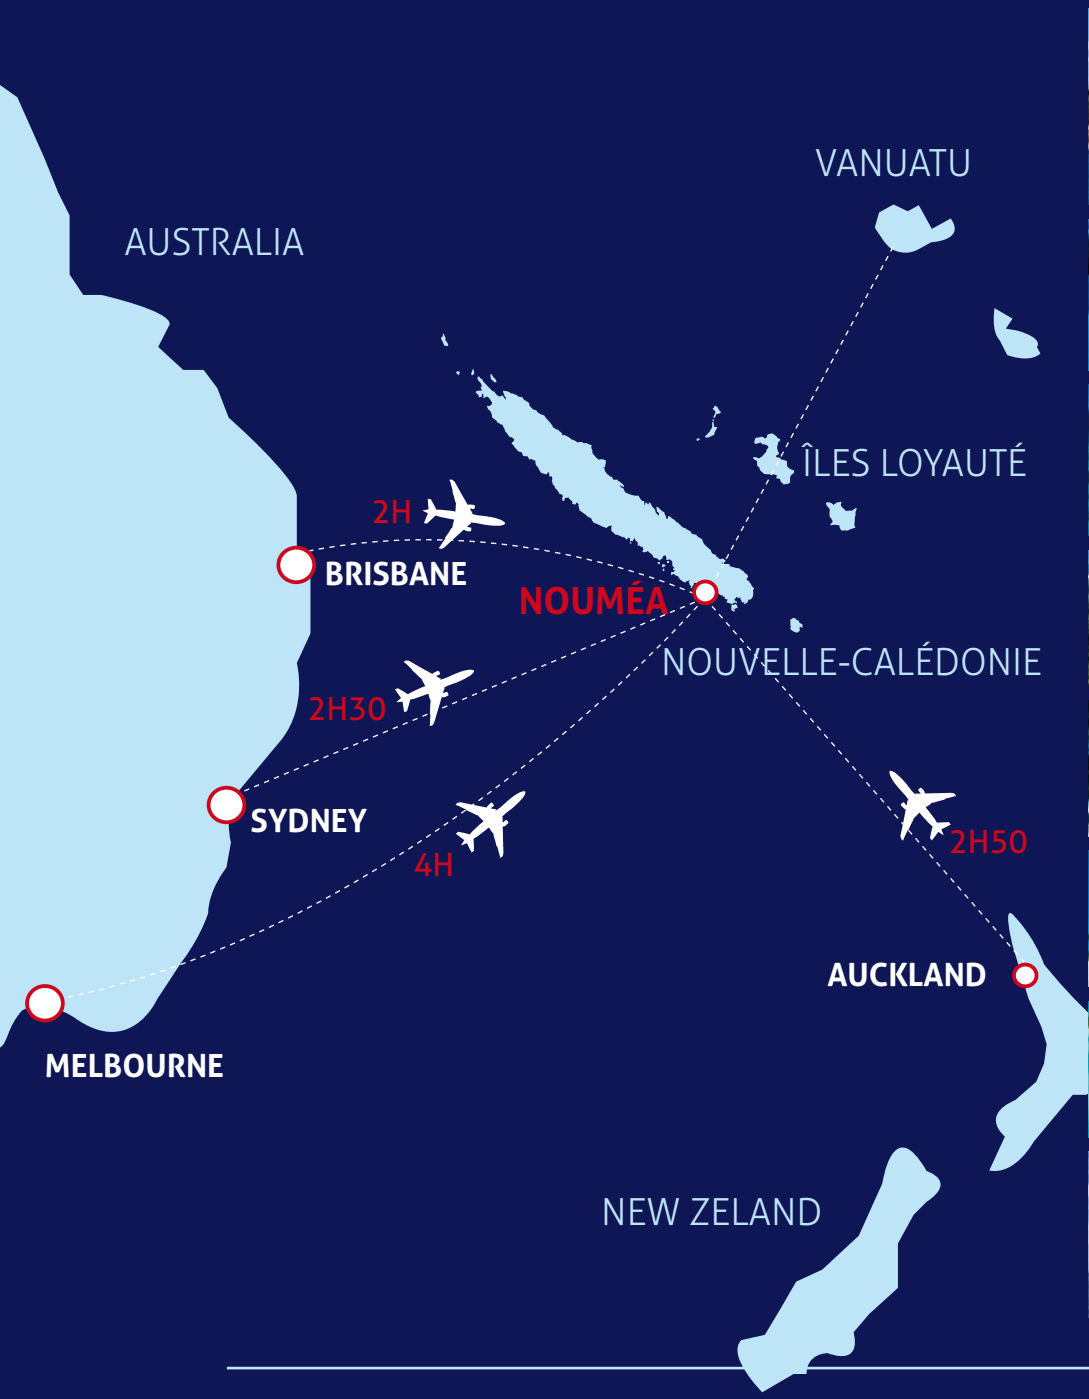 VANUATU
AUSTRALIA
ÎLES LOYAUTÉ
2H
BRISBANE
NOUMÉA
NOUVELLE-CALÉDONIE
2H30
SYDNEY
2H50
4H
AUCKLAND
MELBOURNE
NEW ZELAND